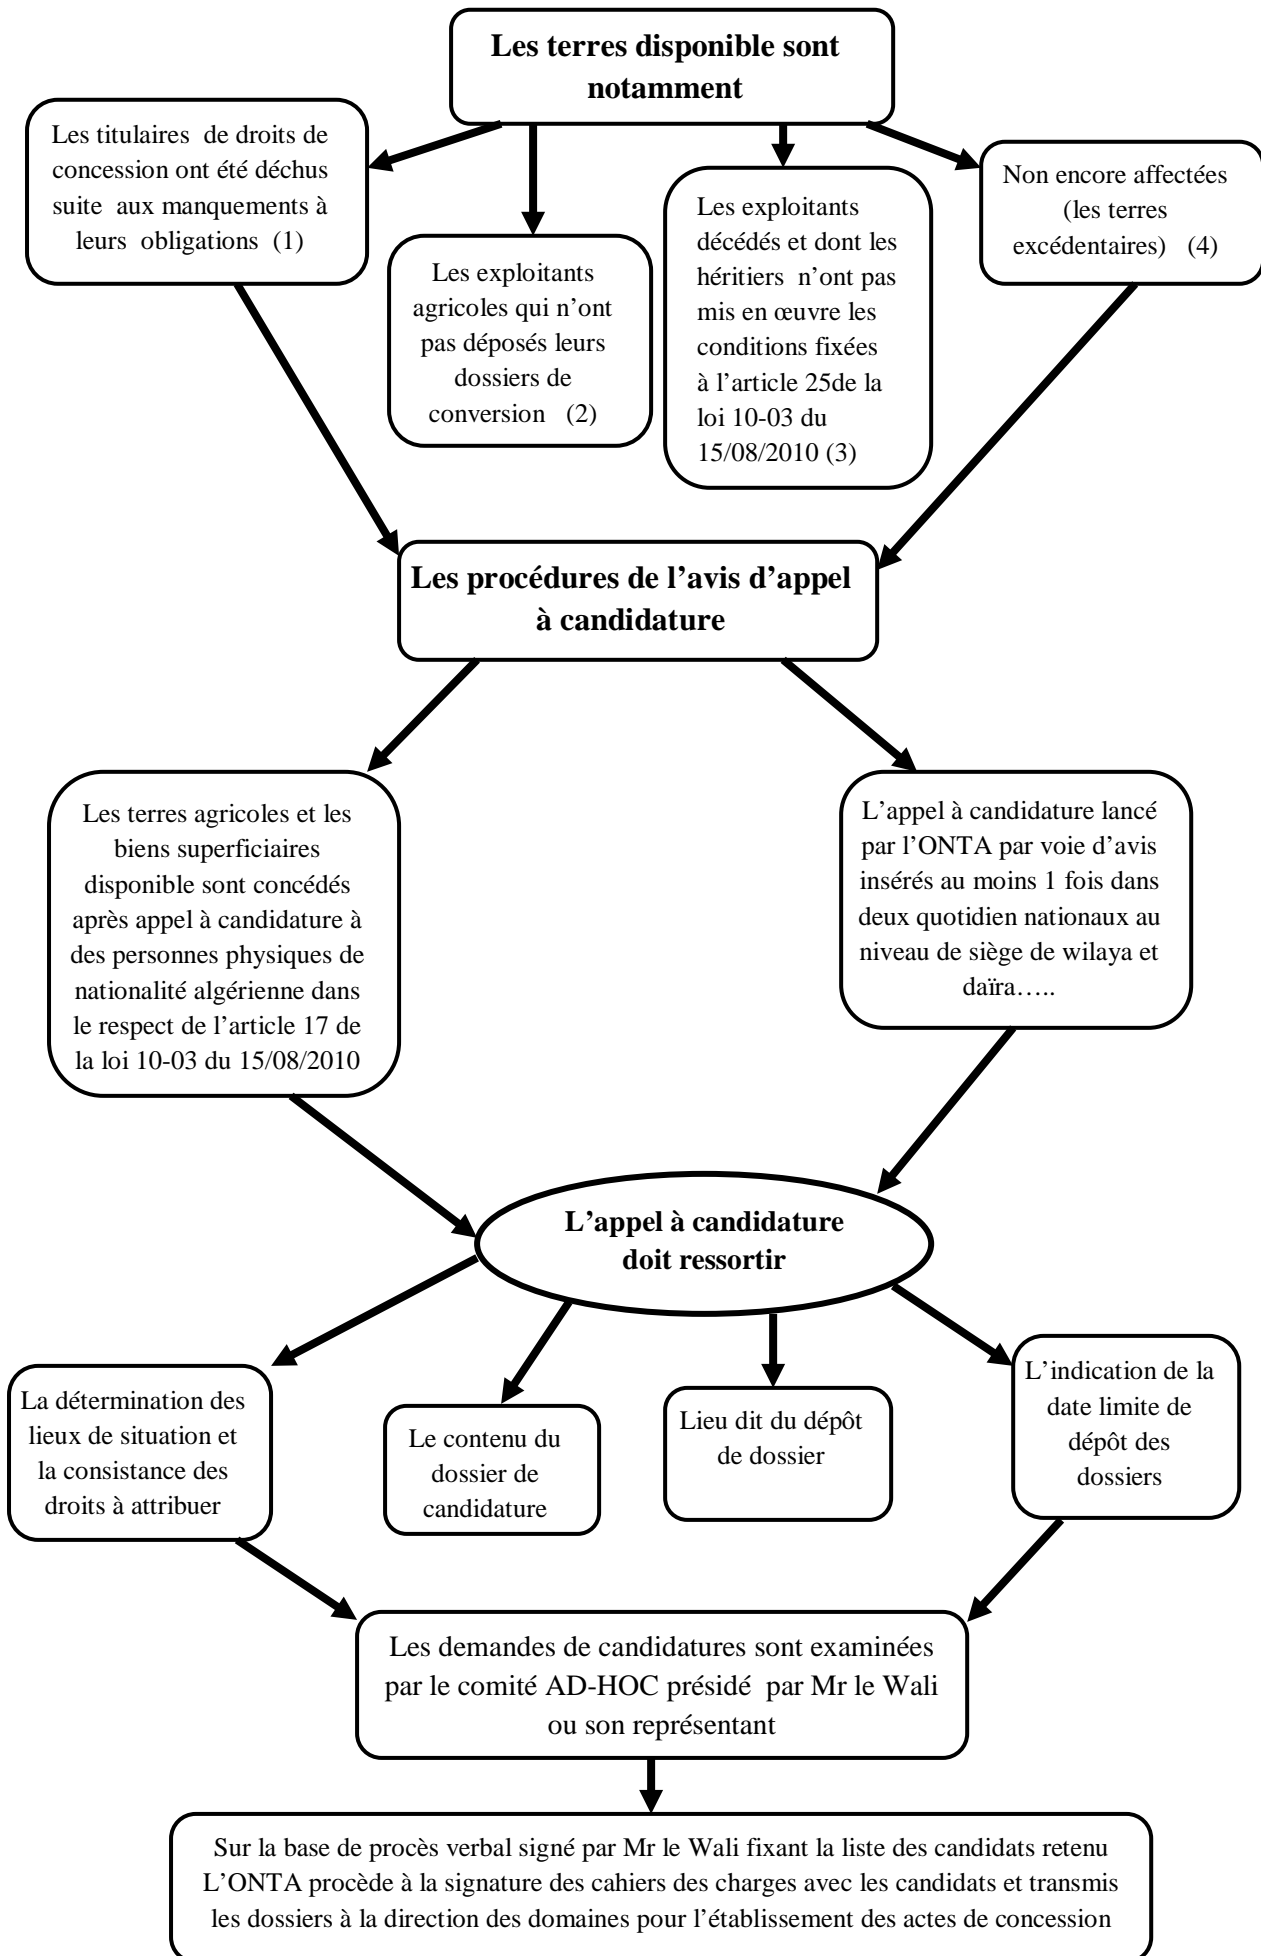 Les terres disponible sont
notamment
Les titulaires de droits de
concession ont été déchus
suite aux manquements à
leurs obligations (1)
Les exploitants
agricoles qui n’ont
pas déposés leurs
dossiers de
conversion (2)
Les exploitants
décédés et dont les
héritiers n’ont pas
mis en œuvre les
conditions fixées
à l’article 25de la
loi 10-03 du
15/08/2010 (3)
Non encore affectées
(les terres
excédentaires) (4)
Les procédures de l’avis d’appel
à candidature
Les terres agricoles et les
biens superficiaires
disponible sont concédés
après appel à candidature à
des personnes physiques de
nationalité algérienne dans
le respect de l’article 17 de
la loi 10-03 du 15/08/2010
L’appel à candidature lancé
par l’ONTA par voie d’avis
insérés au moins 1 fois dans
deux quotidien nationaux au
niveau de siège de wilaya et
daïra…..
L’appel à candidature
doit ressortir
La détermination des
lieux de situation et
la consistance des
droits à attribuer
Le contenu du
dossier de
candidature
Lieu dit du dépôt
de dossier
L’indication de la
date limite de
dépôt des
dossiers
Les demandes de candidatures sont examinées
par le comité AD-HOC présidé par Mr le Wali
ou son représentant
Sur la base de procès verbal signé par Mr le Wali fixant la liste des candidats retenu
L’ONTA procède à la signature des cahiers des charges avec les candidats et transmis
les dossiers à la direction des domaines pour l’établissement des actes de concession